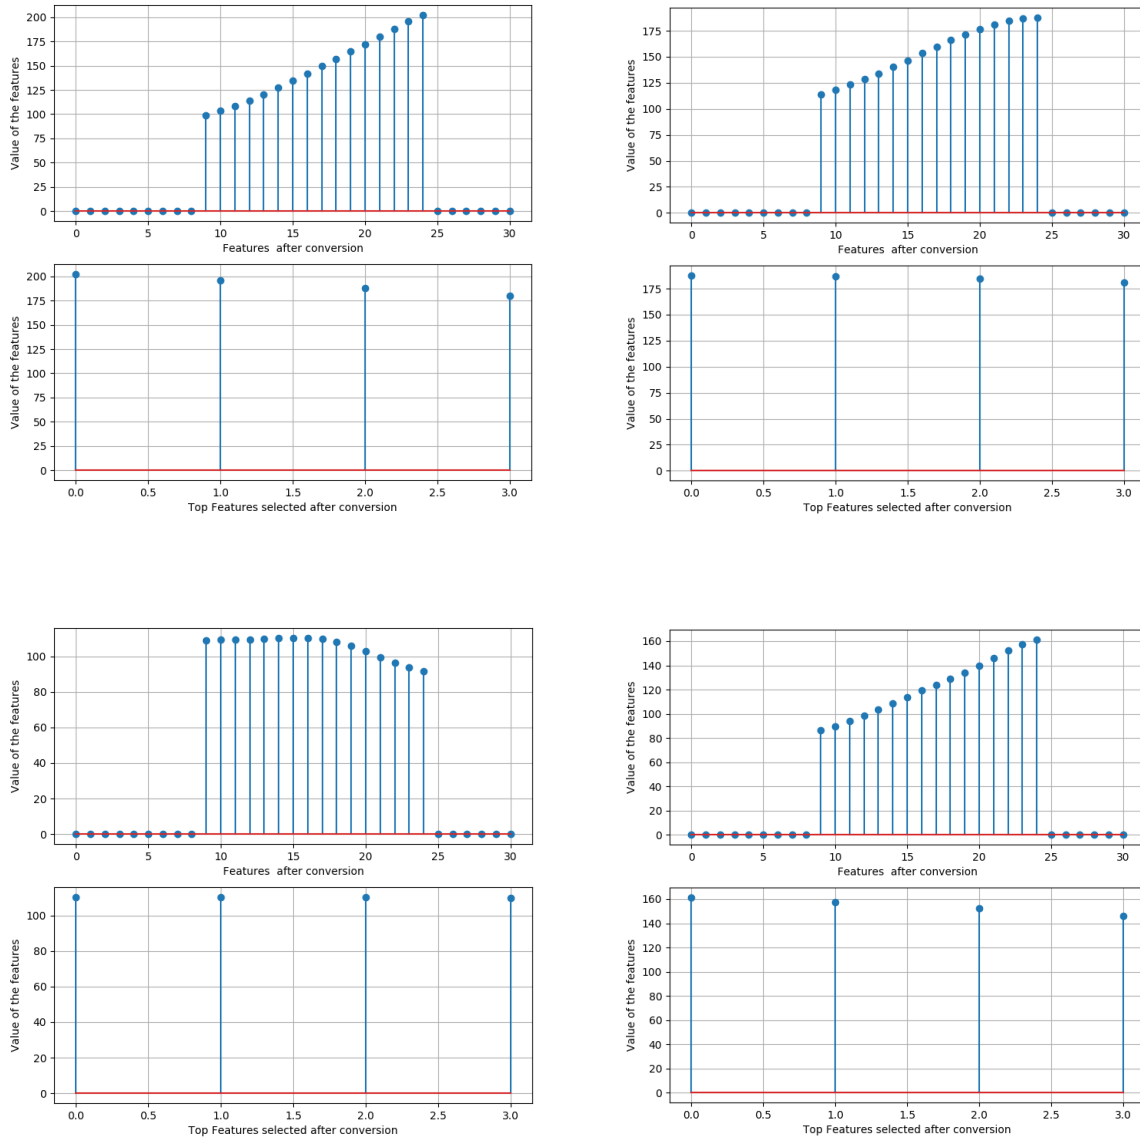 Value of the features
200
175
150
125
100
75
50
25
0
0 5 10 15 20 25 30
Features  after conversion
Value of the features
200
175
150
125
100
75
50
25
0
0.0 0.5 1.0 1.5 2.0 2.5 3.0
Top Features selected after conversion
Value of the features
175
150
125
100
75
50
25
0
0 5 10 15 20 25 30
Features  after conversion
Value of the features
175
150
125
100
75
50
25
0
0.0 0.5 1.0 1.5 2.0 2.5 3.0
Top Features selected after conversion
Value of the features
100
80
60
40
20
0
0 5 10 15 20 25 30
Features  after conversion
Value of the features
100
80
60
40
20
0
0.0 0.5 1.0 1.5 2.0 2.5 3.0
Top Features selected after conversion
Value of the features
160
140
120
100
80
60
40
20
0
0 5 10 15 20 25 30
Features  after conversion
Value of the features
160
140
120
100
80
60
40
20
0
0.0 0.5 1.0 1.5 2.0 2.5 3.0
Top Features selected after conversion